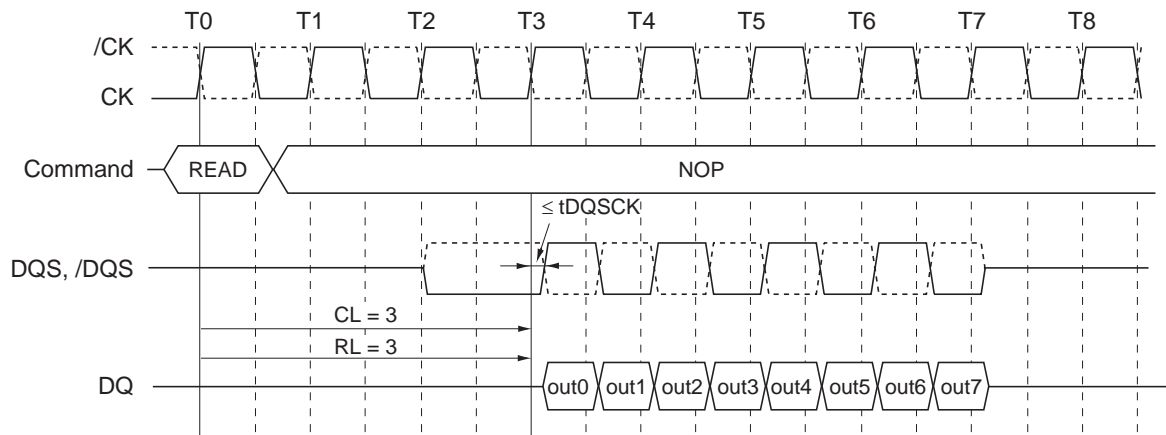 T0 T1 T2 T3 T4 T5 T6 T7 T8
/CK
CK
Command READ NOP
≤ tDQSCK
DQS, /DQS
CL = 3
RL = 3
DQ out0 out1 out2 out3 out4 out5 out6 out7